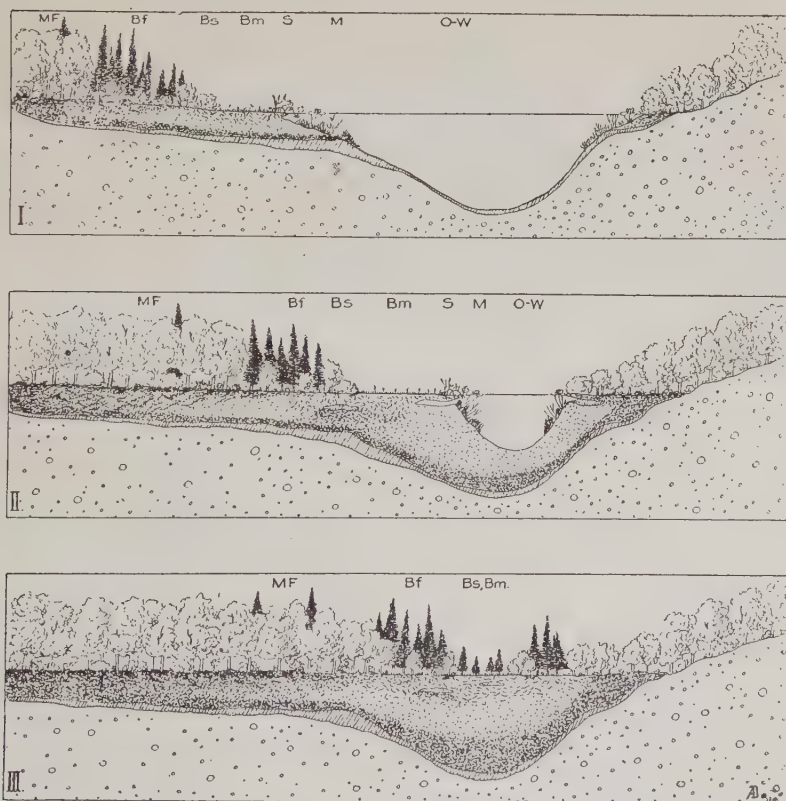 MF Bf Bs Bm S M O-W
I.
MF Bf Bs Bm S M O-W
II.
MF Bf Bs,Bm.
III.